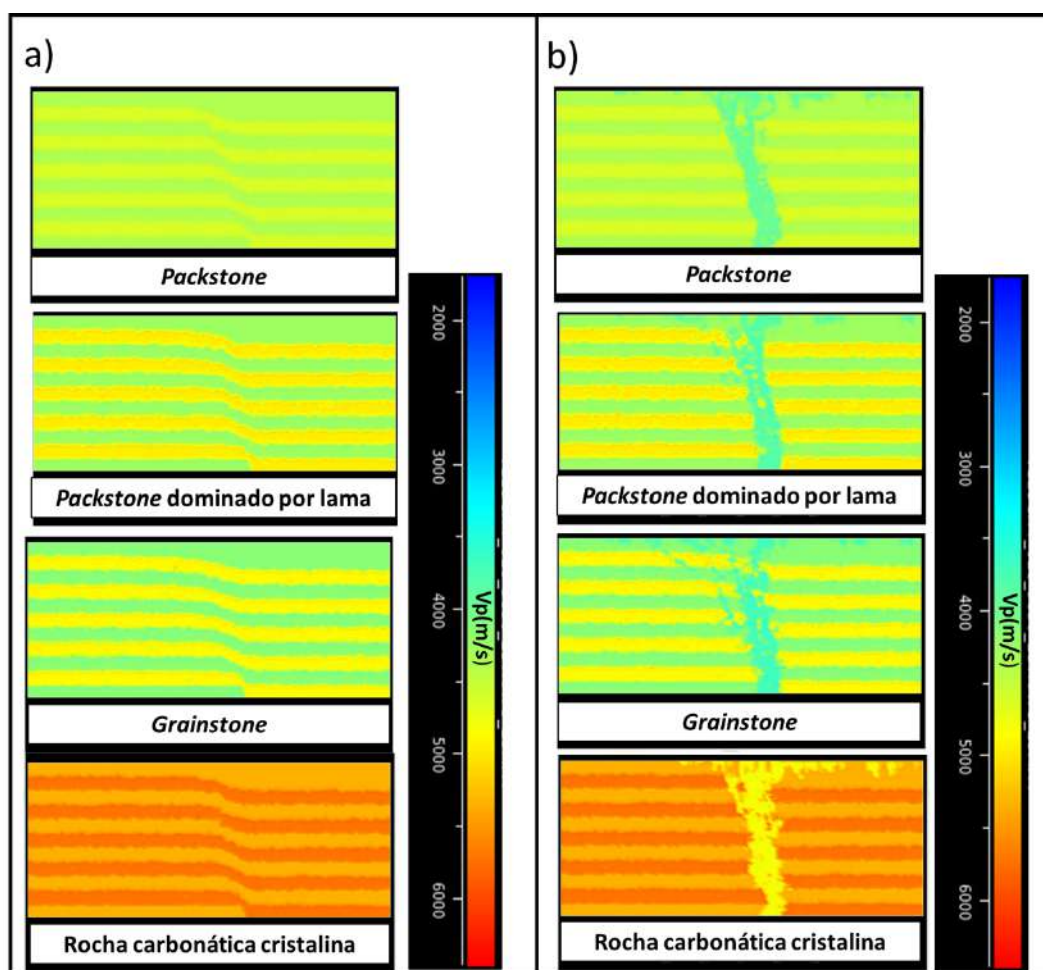 a)
Packstone
Packstone dominado por lama
Grainstone
Rocha carbonática cristalina
2000
3000
4000
5000
6000
Vp(m/s)
b)
Packstone
Packstone dominado por lama
Grainstone
Rocha carbonática cristalina
2000
3000
4000
5000
6000
Vp(m/s)